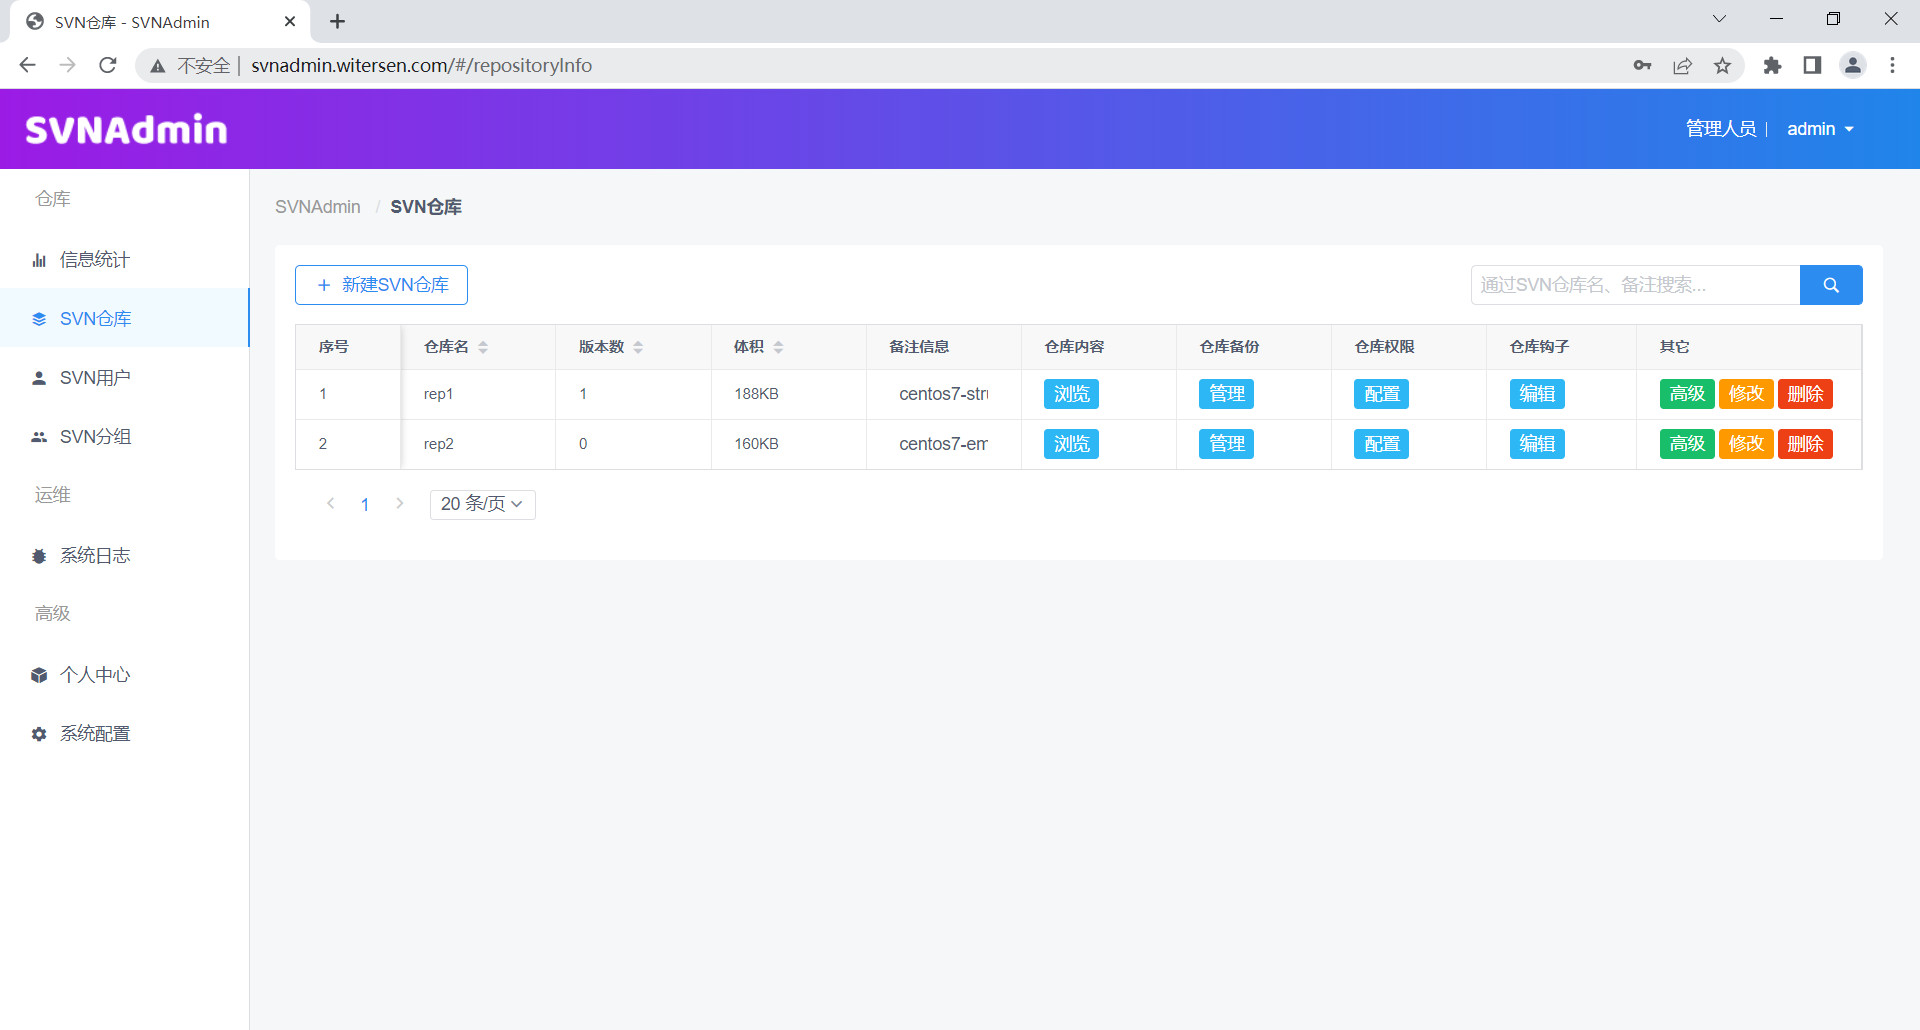 SVN仓库 - SVNAdmin
不安全 | svnadmin.witersen.com/#/repositoryInfo
SVNAdmin
管理人员 | admin
仓库
信息统计
SVN仓库
SVN用户
SVN分组
运维
系统日志
高级
个人中心
系统配置
SVNAdmin / SVN仓库
+ 新建SVN仓库
通过SVN仓库名、备注搜索...
序号 仓库名 版本数 体积 备注信息 仓库内容 仓库备份 仓库权限 仓库钩子 其它
1 rep1 1 188KB centos7-stru 浏览 管理 配置 编辑 高级 修改 删除
2 rep2 0 160KB centos7-em 浏览 管理 配置 编辑 高级 修改 删除
1 20 条/页